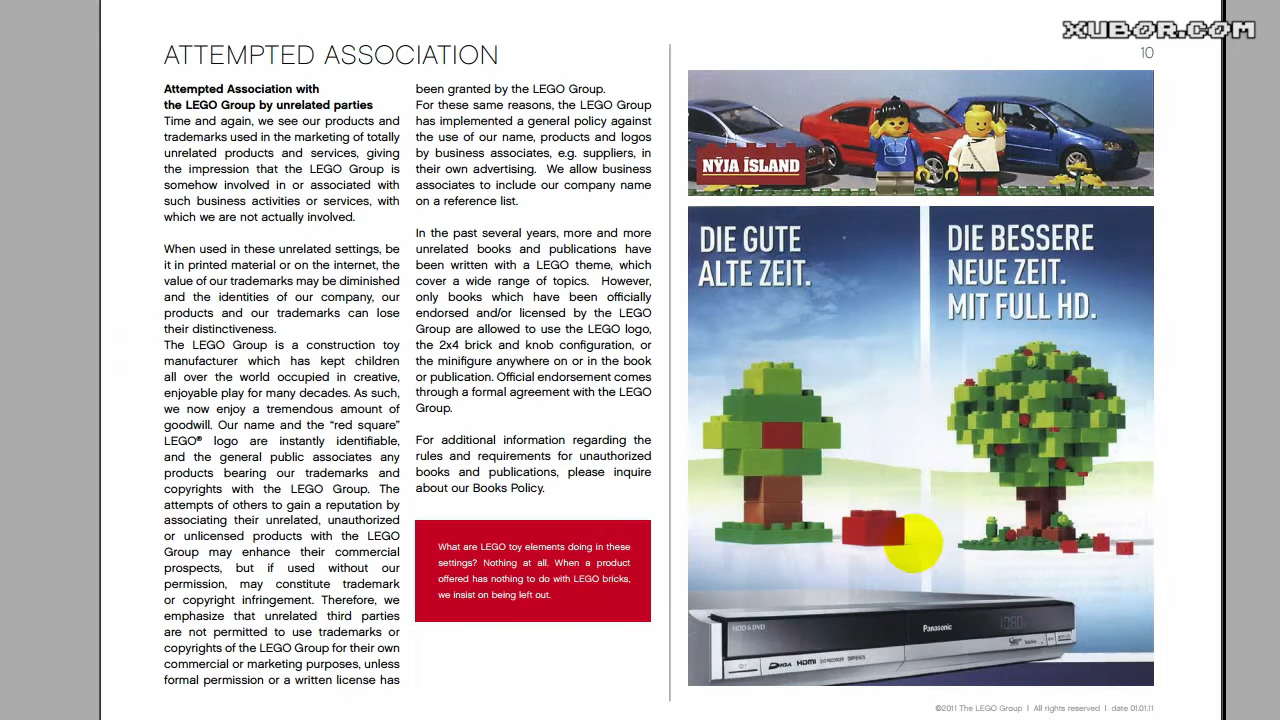 XUBOR.COM
ATTEMPTED ASSOCIATION
10
Attempted Association with
the LEGO Group by unrelated parties
Time and again, we see our products and
trademarks used in the marketing of totally
unrelated products and services, giving
the impression that the LEGO Group is
somehow involved in or associated with
such business activities or services, with
which we are not actually involved.
When used in these unrelated settings, be
it in printed material or on the internet, the
value of our trademarks may be diminished
and the identities of our company, our
products and our trademarks can lose
their distinctiveness.
The LEGO Group is a construction toy
manufacturer which has kept children
all over the world occupied in creative,
enjoyable play for many decades. As such,
we now enjoy a tremendous amount of
goodwill. Our name and the “red square”
LEGO® logo are instantly identifiable,
and the general public associates any
products bearing our trademarks and
copyrights with the LEGO Group. The
attempts of others to gain a reputation by
associating their unrelated, unauthorized
or unlicensed products with the LEGO
Group may enhance their commercial
prospects, but if used without our
permission, may constitute trademark
or copyright infringement. Therefore, we
emphasize that unrelated third parties
are not permitted to use trademarks or
copyrights of the LEGO Group for their own
commercial or marketing purposes, unless
formal permission or a written license has
been granted by the LEGO Group.
For these same reasons, the LEGO Group
has implemented a general policy against
the use of our name, products and logos
by business associates, e.g. suppliers, in
their own advertising. We allow business
associates to include our company name
on a reference list.
In the past several years, more and more
unrelated books and publications have
been written with a LEGO theme, which
cover a wide range of topics. However,
only books which have been officially
endorsed and/or licensed by the LEGO
Group are allowed to use the LEGO logo,
the 2x4 brick and knob configuration, or
the minifigure anywhere on or in the book
or publication. Official endorsement comes
through a formal agreement with the LEGO
Group.
For additional information regarding the
rules and requirements for unauthorized
books and publications, please inquire
about our Books Policy.
What are LEGO toy elements doing in these
settings? Nothing at all. When a product
offered has nothing to do with LEGO bricks,
we insist on being left out.
NÝJA ÍSLAND
DIE GUTE
ALTE ZEIT.
DIE BESSERE
NEUE ZEIT.
MIT FULL HD.
HDD & DVD
Panasonic
1080
DIGA HDMI
©2011 The LEGO Group I All rights reserved I date 01.01.11